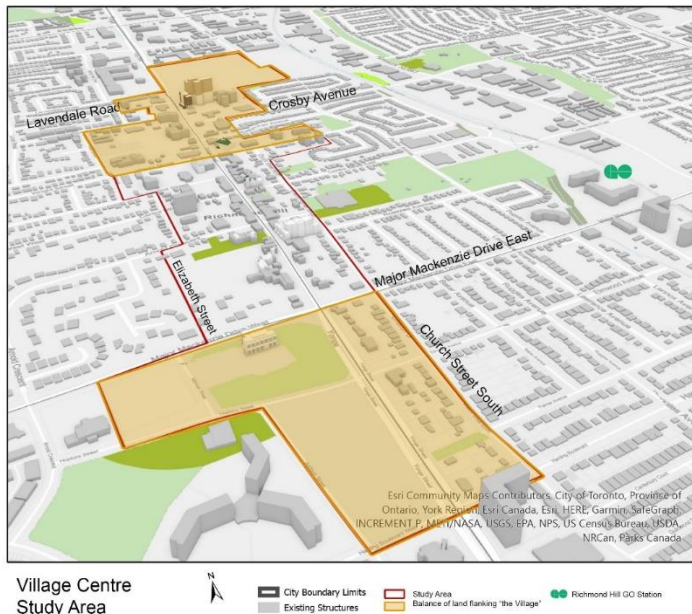 Lavendale Road
Crosby Avenue
Major Mackenzie Drive East
Elizabeth Street
Church Street South
Esri Community Maps Contributors, City of Toronto, Province of
Ontario, York Region, Esri Canada, Esri, HERE, Garmin, SafeGraph,
INCREMENT P, METI/NASA, USGS, EPA, NPS, US Census Bureau, USDA,
NRCan, Parks Canada
Village Centre
Study Area
N
City Boundary Limits
Existing Structures
Study Area
Balance of land flanking "the Village"
GO
Richmond Hill GO Station